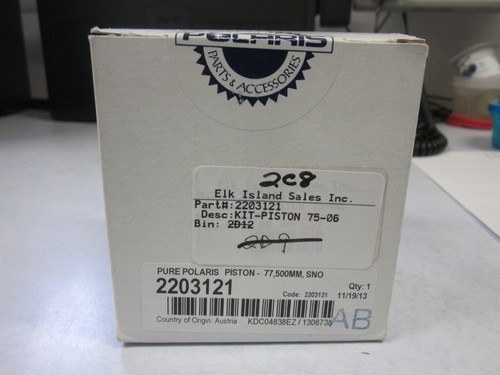 POLARIS
PARTS & ACCESSORIES
2C8
Elk Island Sales Inc.
Part#:2203121
Desc:KIT-PISTON 75-06
Bin: 2D12
2D9
PURE POLARIS PISTON - 77,500MM, SNO
2203121
Qty: 1
Code: 2203121 11/19/13
Country of Origin: Austria KDC04838EZ / 1306738
AB